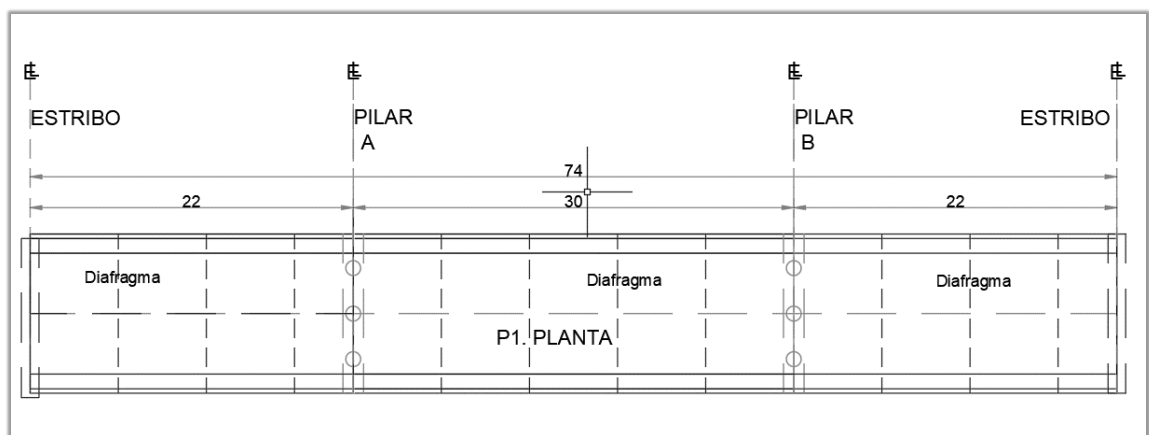 ℄ ℄ ℄ ℄
ESTRIBO
PILAR
A
PILAR
B
ESTRIBO
74
22
30
22
Diafragma
Diafragma
Diafragma
P1. PLANTA